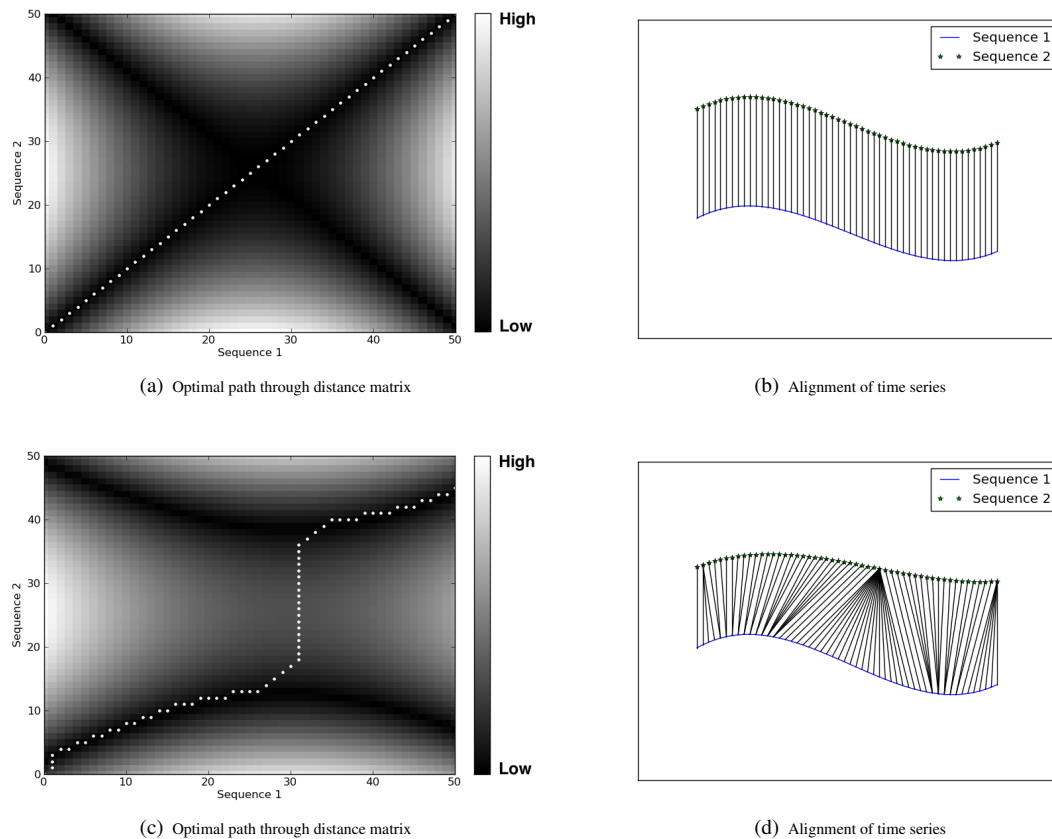 50
40
30
20
10
0
Sequence 2
0 10 20 30 40 50
Sequence 1
High
Low
(a) Optimal path through distance matrix
Sequence 1
Sequence 2
(b) Alignment of time series
50
40
30
20
10
0
Sequence 2
0 10 20 30 40 50
Sequence 1
High
Low
(c) Optimal path through distance matrix
Sequence 1
Sequence 2
(d) Alignment of time series